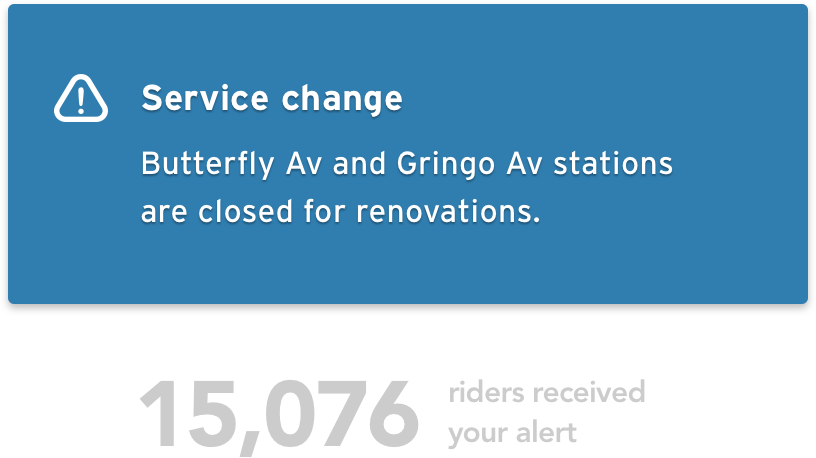 Service change
Butterfly Av and Gringo Av stations
are closed for renovations.
15,076
riders received
your alert